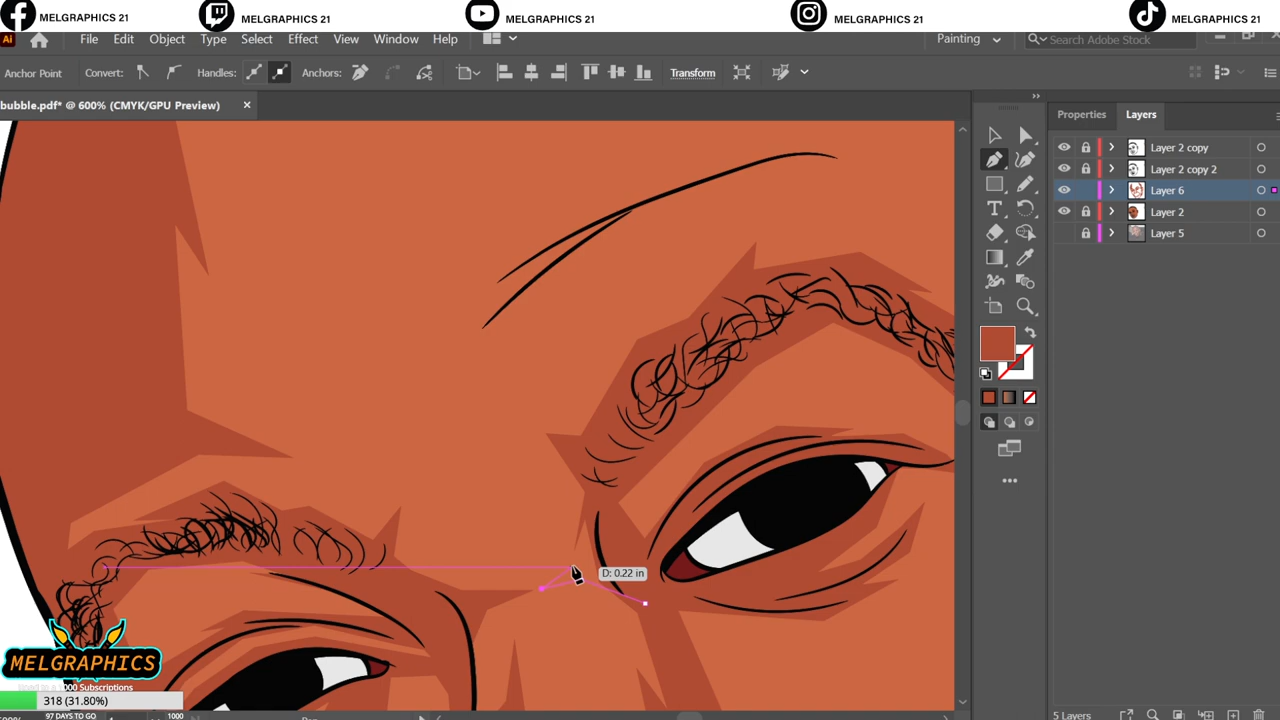 MELGRAPHICS 21
MELGRAPHICS 21
MELGRAPHICS 21
MELGRAPHICS 21
MELGRAPHICS 21
Ai
File Edit Object Type Select Effect View Window Help
Painting
Search Adobe Stock
Anchor Point
Convert:
Handles:
Anchors:
Transform
bubble.pdf* @ 600% (CMYK/GPU Preview)
Properties
Layers
Layer 2 copy
Layer 2 copy 2
Layer 6
Layer 2
Layer 5
D: 0.22 in
MELGRAPHICS
1000 Subscriptions
318 (31.80%)
97 DAYS TO GO
1000
5 Layers